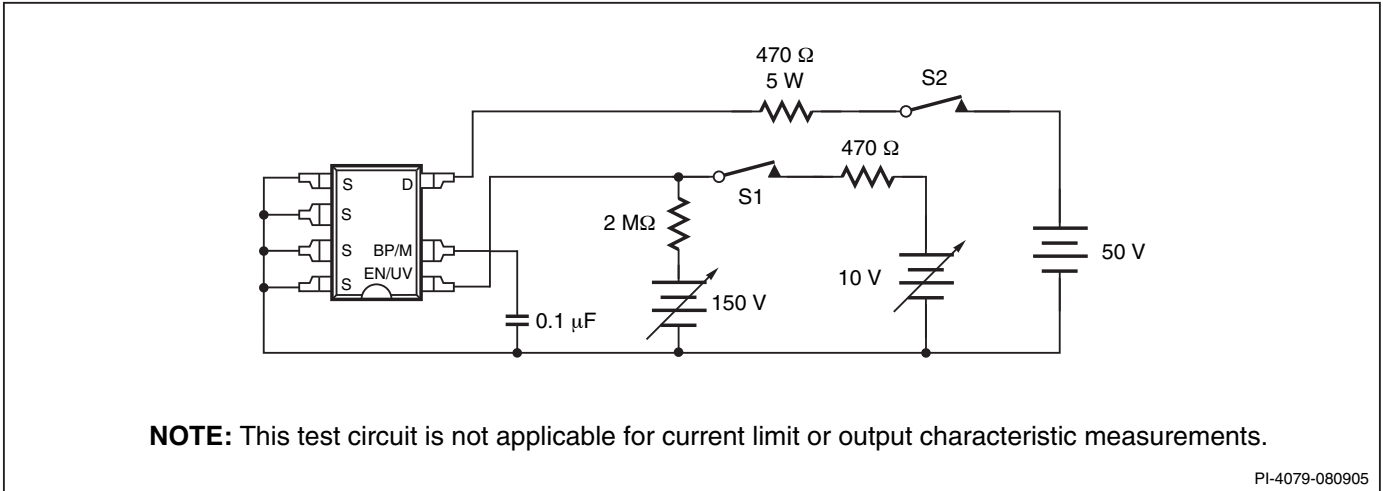 470 Ω
5 W
S2
470 Ω
S1
S D
S
S BP/M
EN/UV
S
2 MΩ
150 V
10 V
50 V
0.1 μF
NOTE: This test circuit is not applicable for current limit or output characteristic measurements.
PI-4079-080905